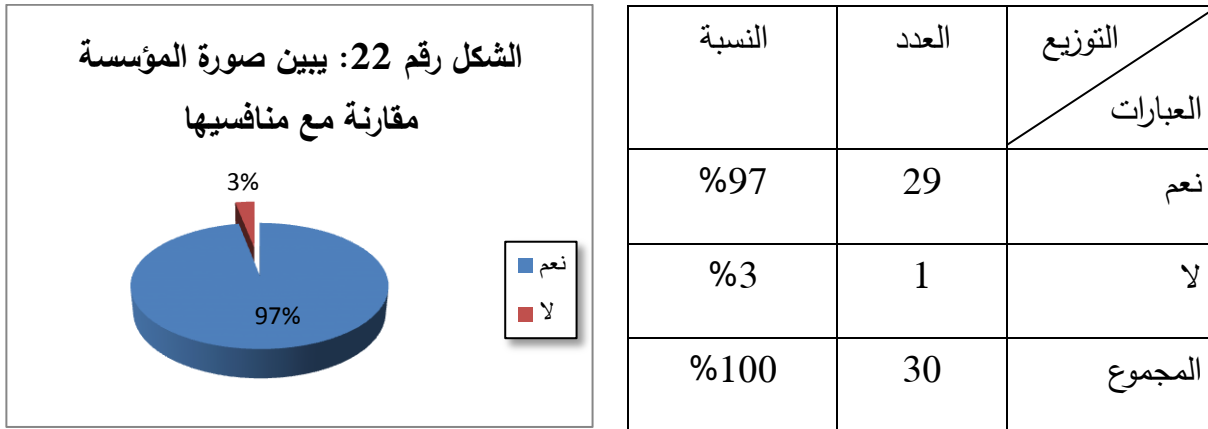 الشكل رقم 22: يبين صورة المؤسسة
مقارنة مع منافسيها
3%
97%
نعم
لا
التوزيع العدد النسبة
العبارات
نعم 29 %97
لا 1 %3
المجموع 30 %100